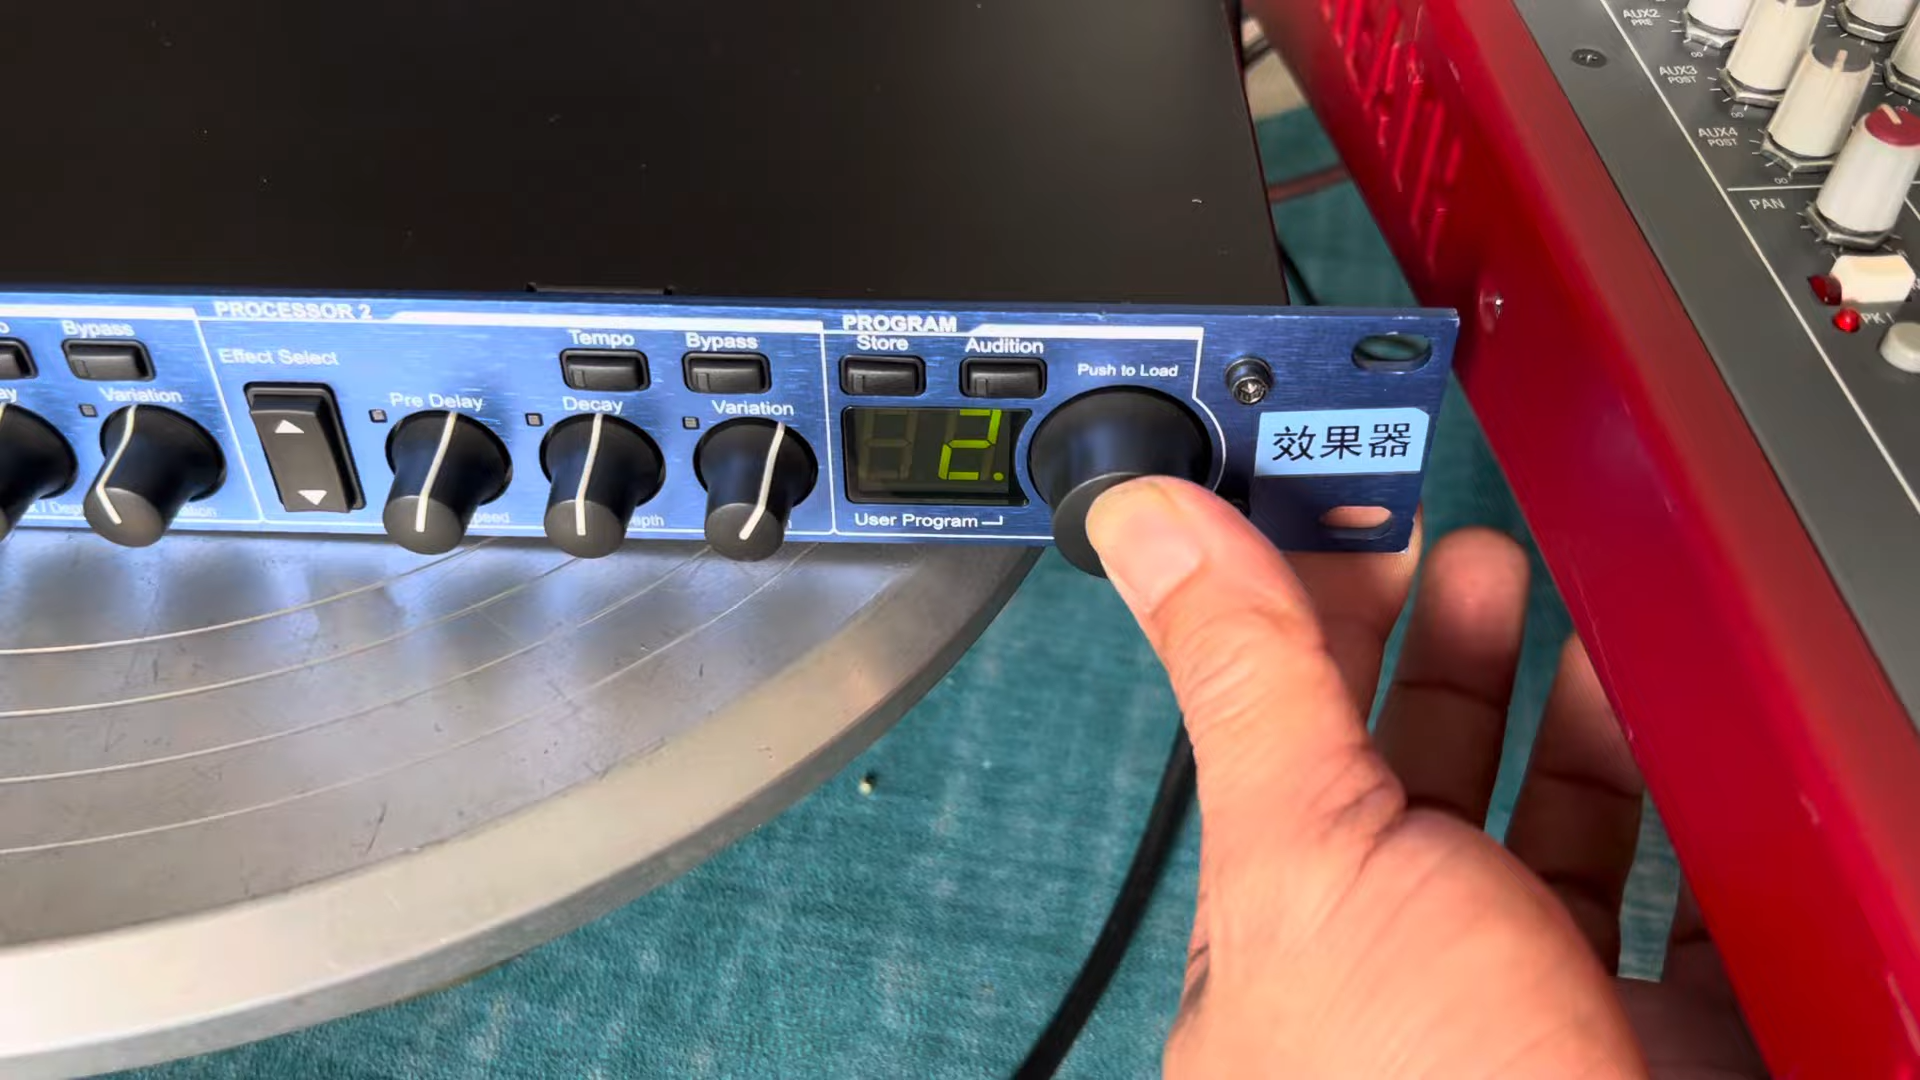 PROCESSOR 2
Bypass
Variation
Effect Select
Tempo
Bypass
Pre Delay
Decay
Variation
PROGRAM
Store
Audition
Push to Load
2.
User Program
效果器
AUX2
PRE
AUX3
POST
AUX4
POST
PAN